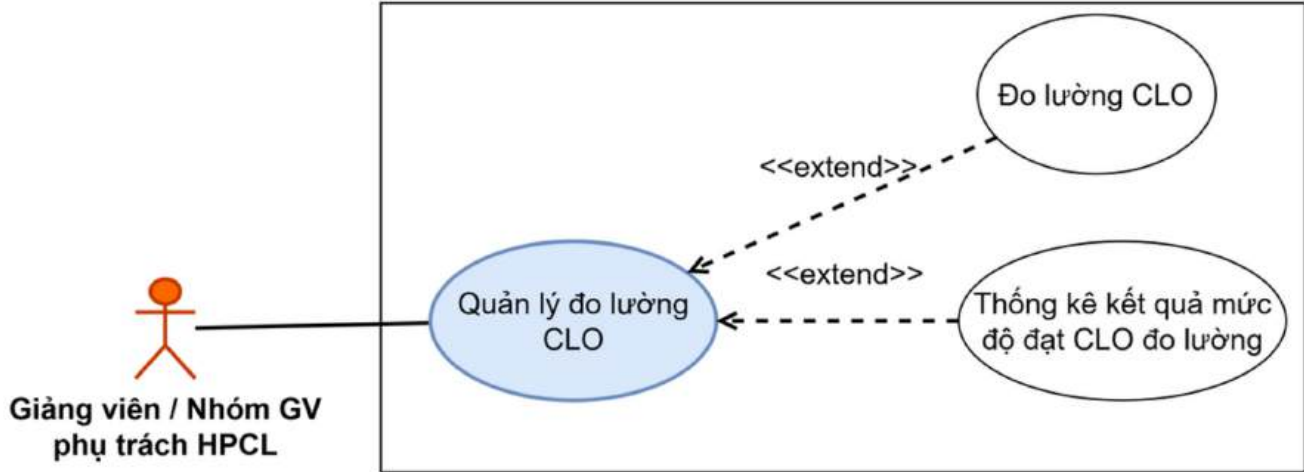 Đo lường CLO
<<extend>>
<<extend>>
Quản lý đo lường
CLO
Thống kê kết quả mức
độ đạt CLO đo lường
Giảng viên / Nhóm GV
phụ trách HPCL